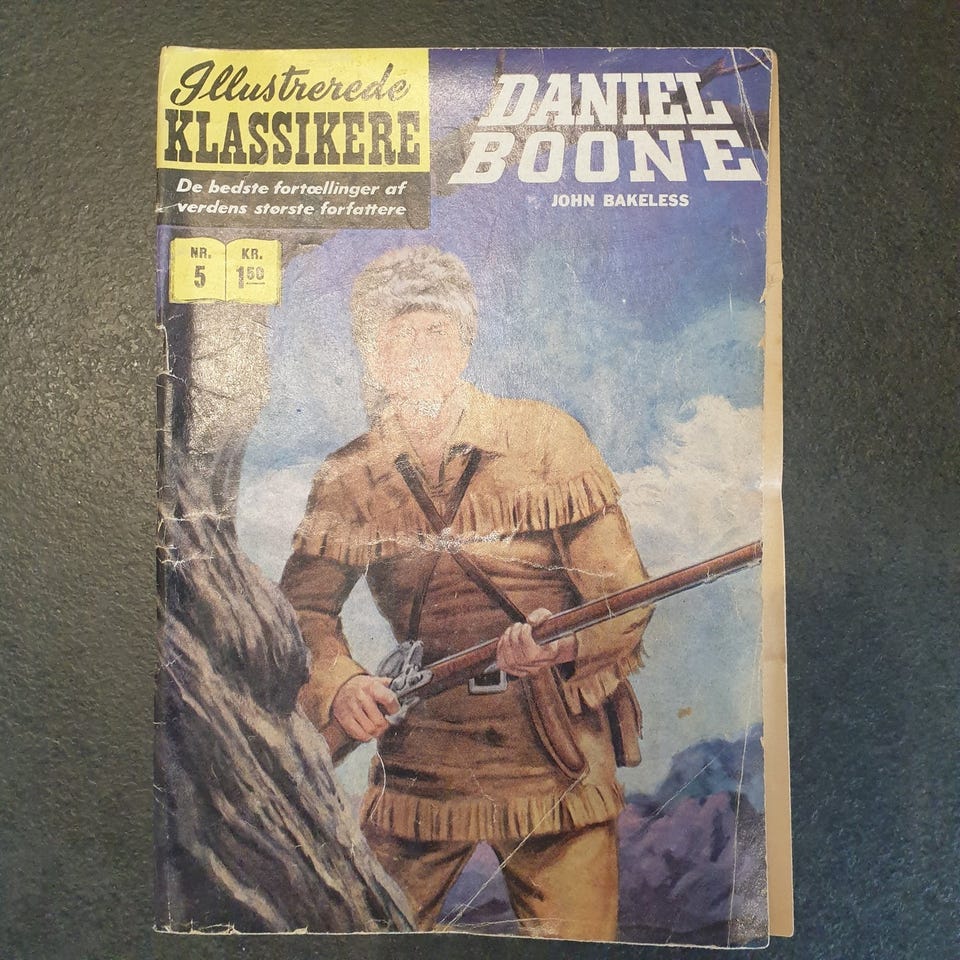 Illustrerede
KLASSIKERE
De bedste fortællinger af
verdens største forfattere
NR.
5
KR.
1 50
DANIEL
BOONE
JOHN BAKELESS